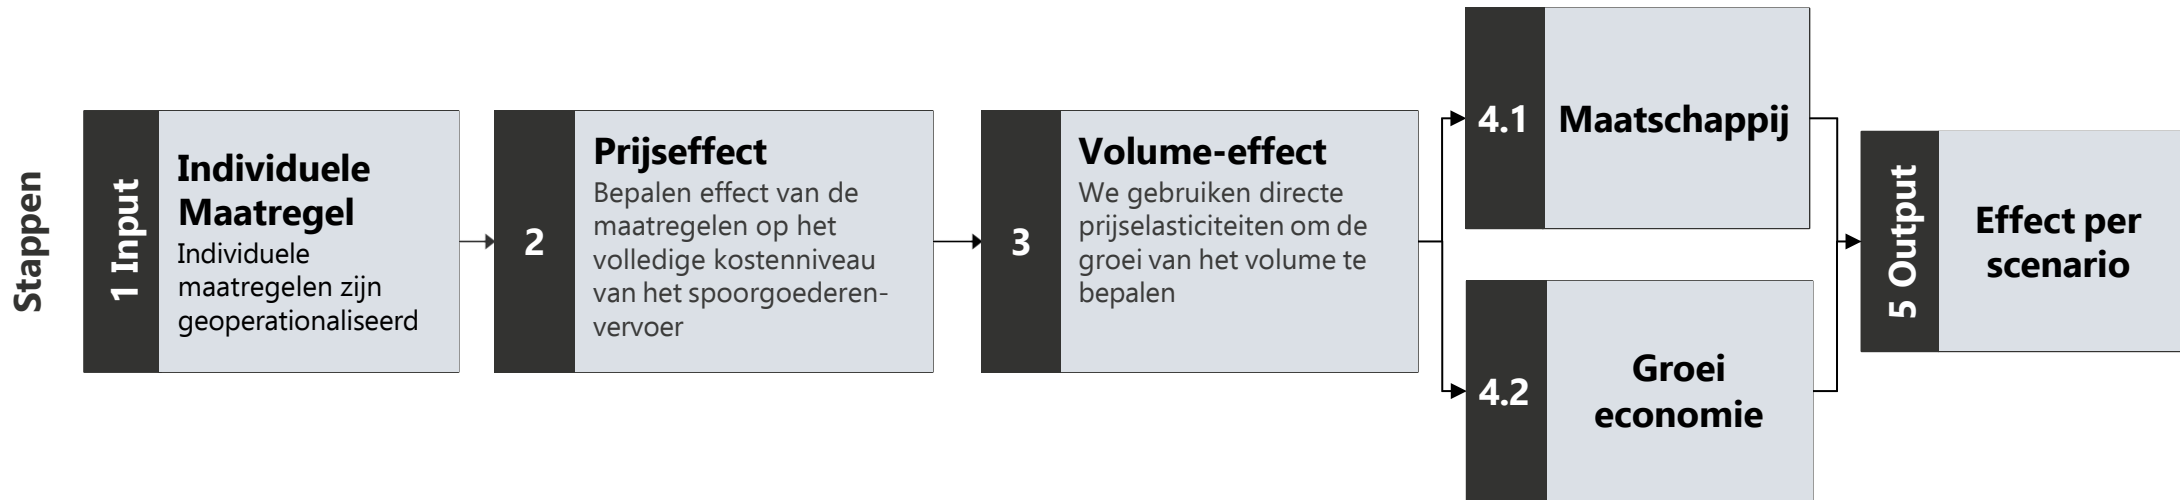 Stappen
1 Input
Individuele
Maatregel
Individuele
maatregelen zijn
geoperationaliseerd
2
Prijseffect
Bepalen effect van de
maatregelen op het
volledige kostenniveau
van het spoorgoederen-
vervoer
3
Volume-effect
We gebruiken directe
prijselasticiteiten om de
groei van het volume te
bepalen
4.1
Maatschappij
4.2
Groei
economie
5 Output
Effect per
scenario